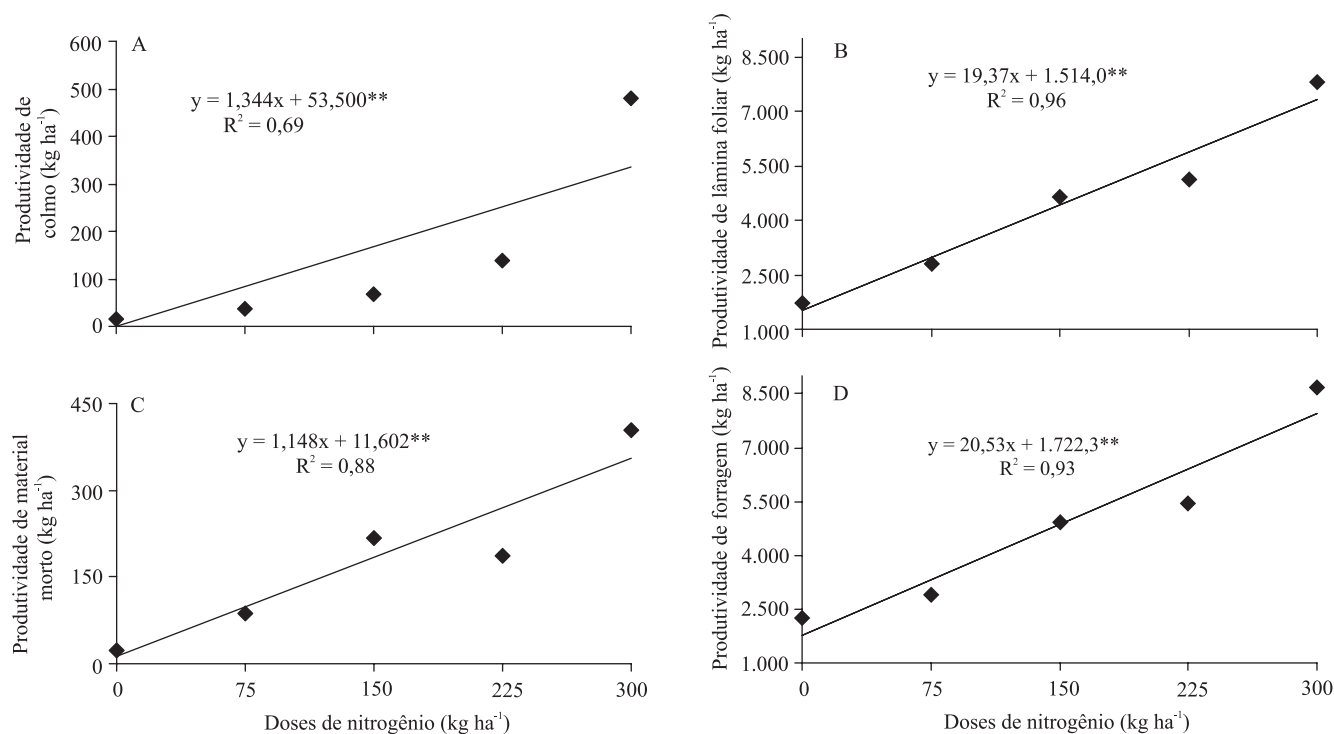 A
Produtividade de
colmo (kg ha⁻¹)
600
500
400
300
200
100
0
y = 1,344x + 53,500**
R² = 0,69
B
Produtividade de lâmina foliar (kg ha⁻¹)
8.500
7.000
5.500
4.000
2.500
1.000
y = 19,37x + 1.514,0**
R² = 0,96
C
Produtividade de material
morto (kg ha⁻¹)
450
300
150
0
y = 1,148x + 11,602**
R² = 0,88
0 75 150 225 300
Doses de nitrogênio (kg ha⁻¹)
D
Produtividade de forragem (kg ha⁻¹)
8.500
7.000
5.500
4.000
2.500
1.000
y = 20,53x + 1.722,3**
R² = 0,93
0 75 150 225 300
Doses de nitrogênio (kg ha⁻¹)